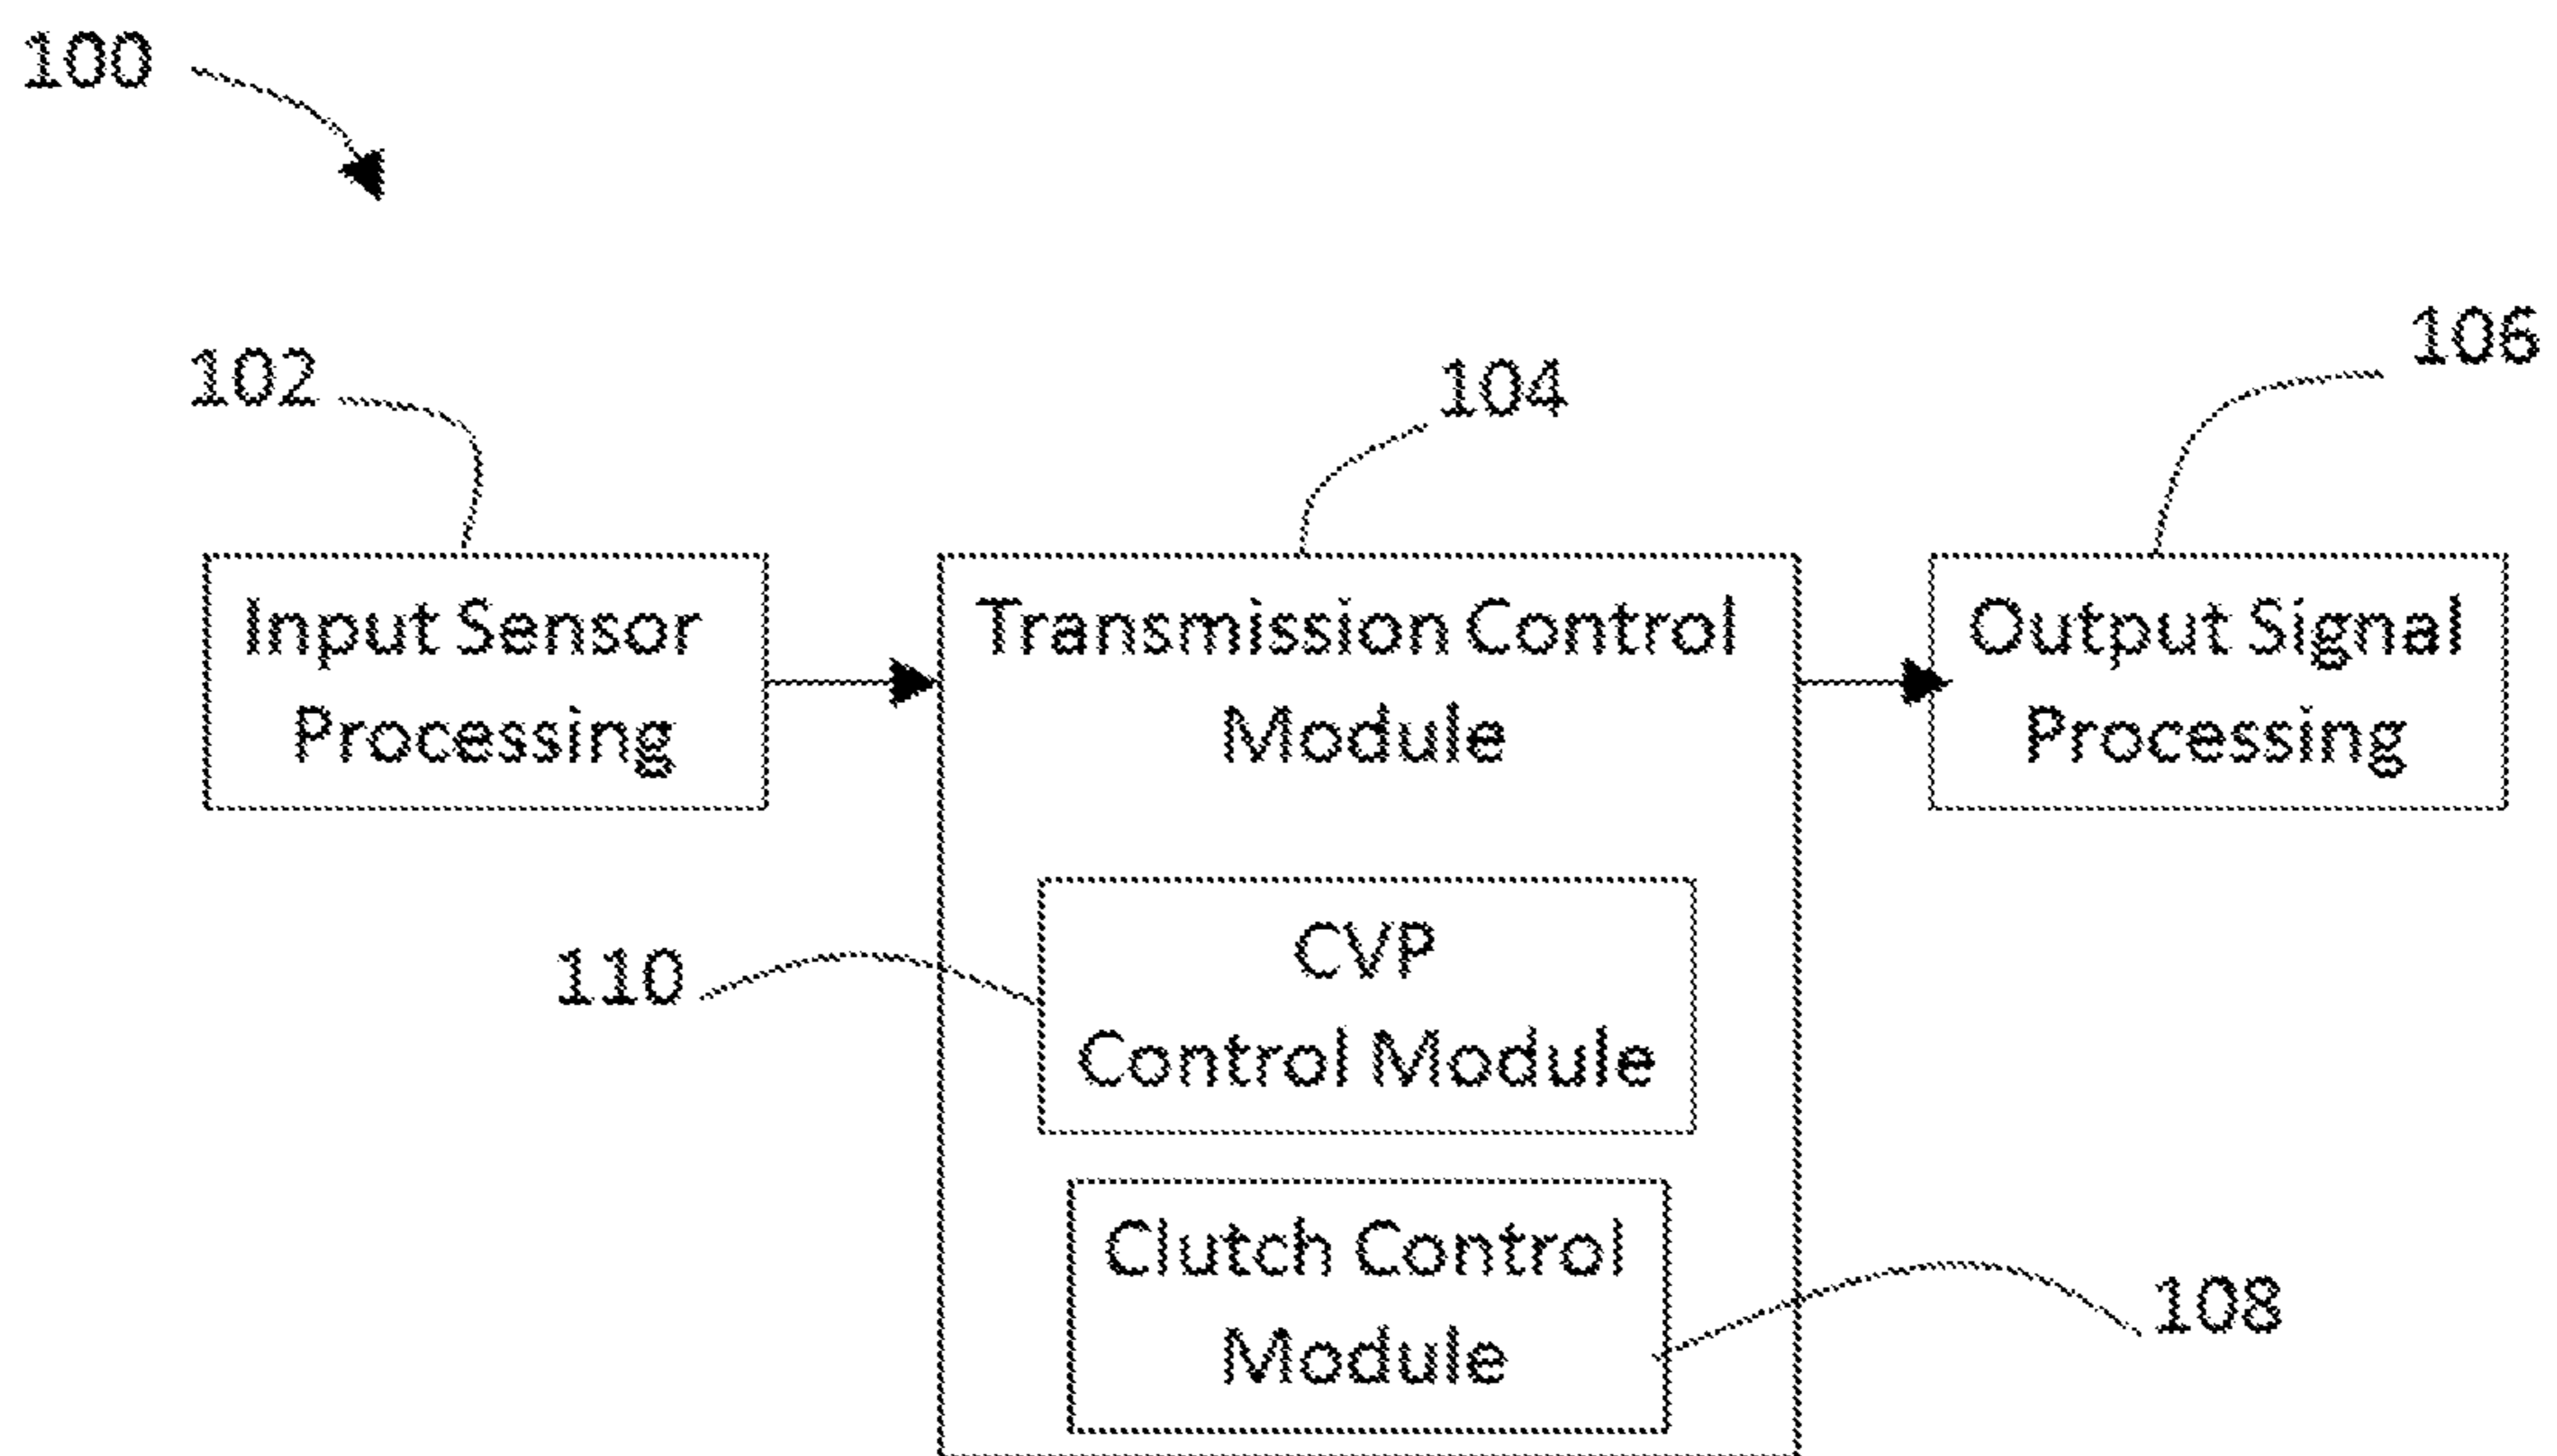 100
102
104
106
Input Sensor
Processing
Transmission Control
Module
Output Signal
Processing
110
CVP
Control Module
Clutch Control
Module
108